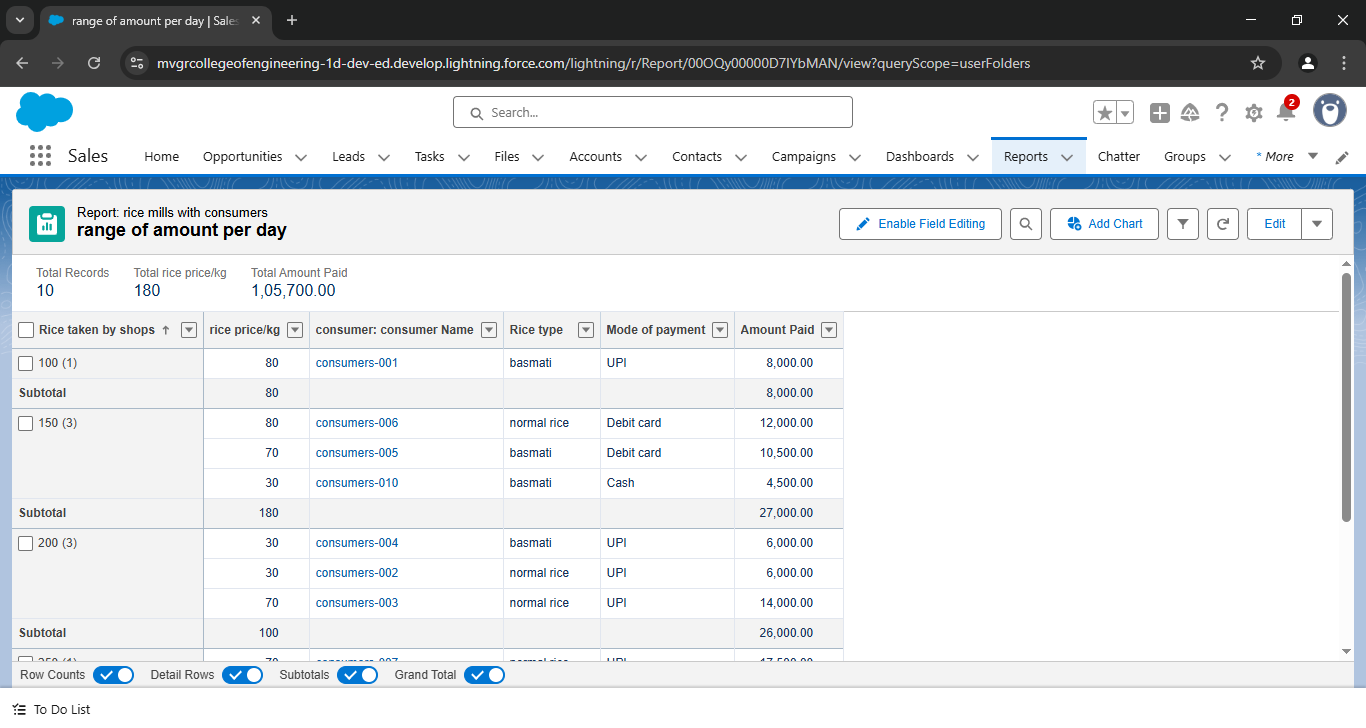 range of amount per day | Sale
mvgrcollegeofengineering-1d-dev-ed.develop.lightning.force.com/lightning/r/Report/00OQy00000D7IYbMAN/view?queryScope=userFolders
Search...
2
Sales Home Opportunities Leads Tasks Files Accounts Contacts Campaigns Dashboards Reports Chatter Groups * More
Report: rice mills with consumers
range of amount per day
Enable Field Editing Add Chart Edit
Total Records Total rice price/kg Total Amount Paid
10 180 1,05,700.00
Rice taken by shops ↑ rice price/kg consumer: consumer Name Rice type Mode of payment Amount Paid
100 (1) 80 consumers-001 basmati UPI 8,000.00
Subtotal 80 8,000.00
150 (3) 80 consumers-006 normal rice Debit card 12,000.00
70 consumers-005 basmati Debit card 10,500.00
30 consumers-010 basmati Cash 4,500.00
Subtotal 180 27,000.00
200 (3) 30 consumers-004 basmati UPI 6,000.00
30 consumers-002 normal rice UPI 6,000.00
70 consumers-003 normal rice UPI 14,000.00
Subtotal 100 26,000.00
70 consumers-007 normal rice UPI 17,500.00
Row Counts Detail Rows Subtotals Grand Total
To Do List